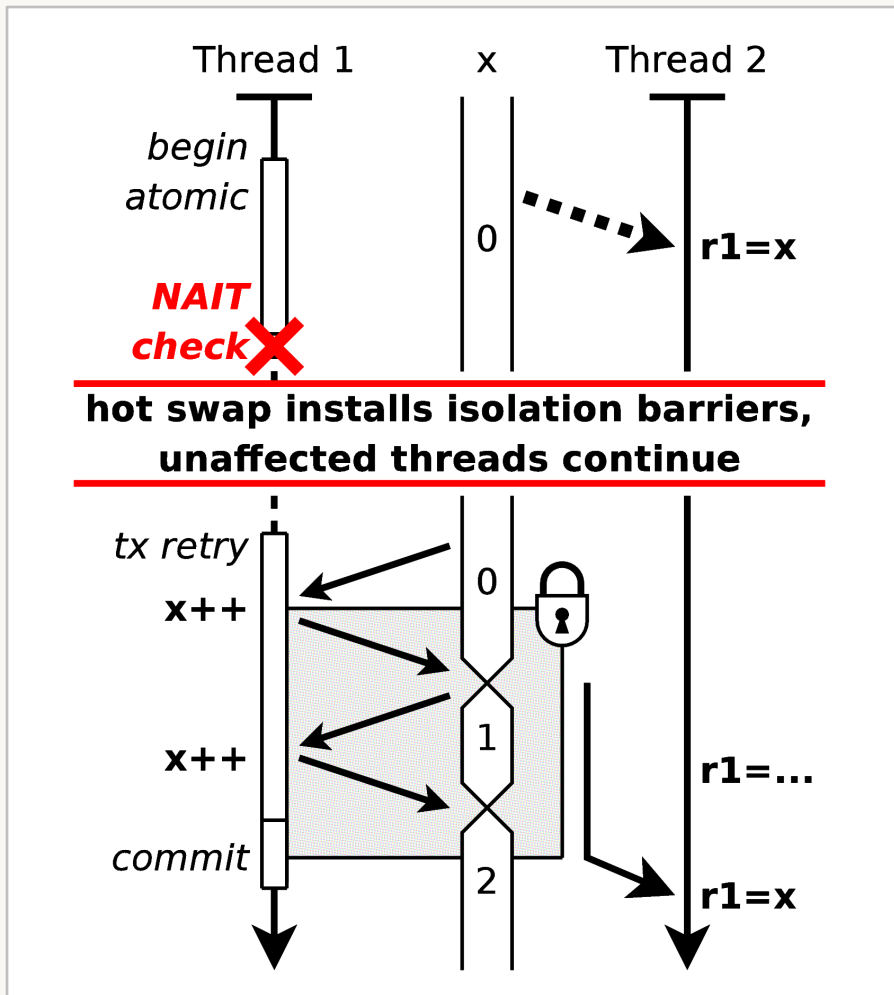 Thread 1 x Thread 2
begin
atomic
0
r1=x
NAIT
check
hot swap installs isolation barriers,
unaffected threads continue
tx retry
0
x++
1
x++
r1=...
commit
2
r1=x